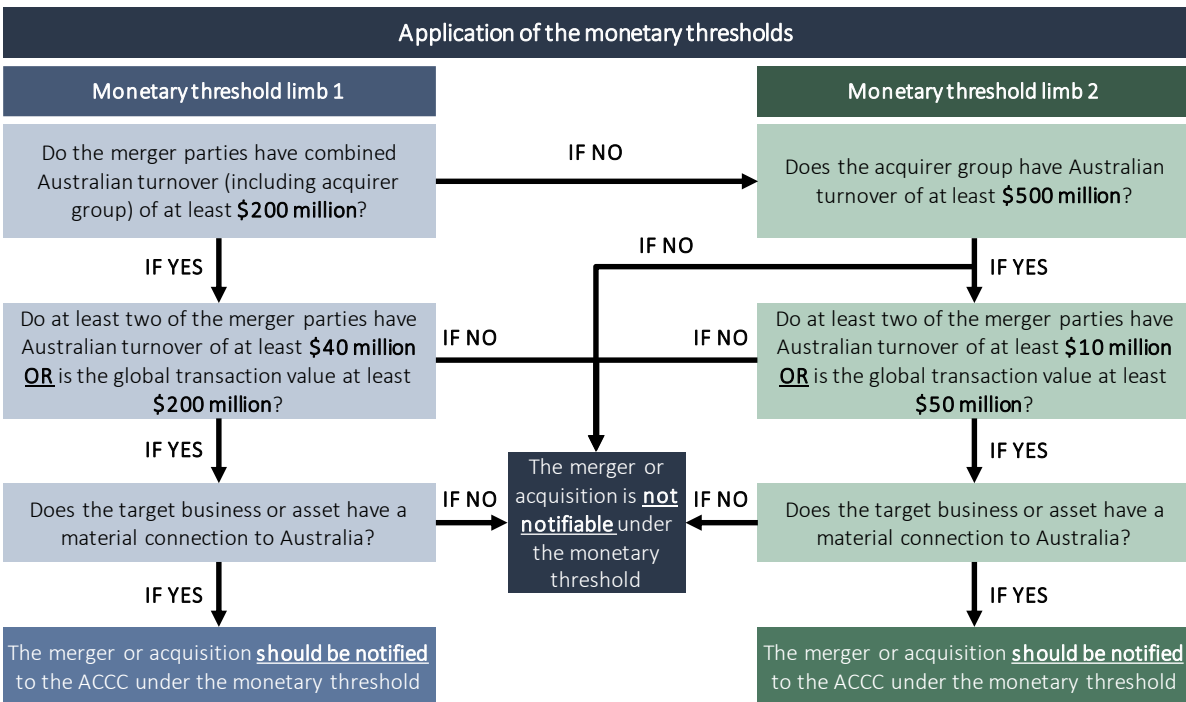 Application of the monetary thresholds
Monetary threshold limb 1
Monetary threshold limb 2
Do the merger parties have combined
Australian turnover (including acquirer
group) of at least $200 million?
IF NO
Does the acquirer group have Australian
turnover of at least $500 million?
IF YES
IF NO
IF YES
Do at least two of the merger parties have
Australian turnover of at least $40 million
OR is the global transaction value at least
$200 million?
IF NO
IF NO
Do at least two of the merger parties have
Australian turnover of at least $10 million
OR is the global transaction value at least
$50 million?
IF YES
IF YES
Does the target business or asset have a
material connection to Australia?
IF NO
The merger or
acquisition is not
notifiable under
the monetary
threshold
IF NO
Does the target business or asset have a
material connection to Australia?
IF YES
IF YES
The merger or acquisition should be notified
to the ACCC under the monetary threshold
The merger or acquisition should be notified
to the ACCC under the monetary threshold